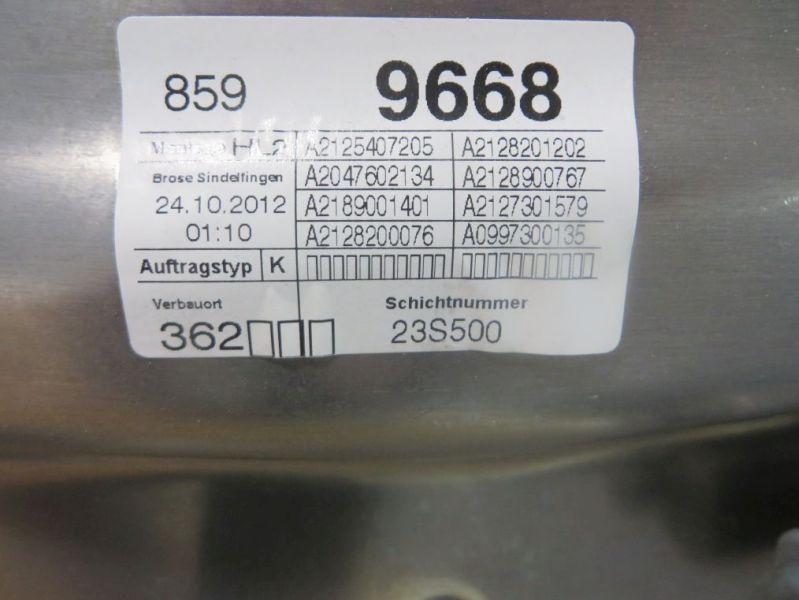 859 9668
HL2 A2125407205 A2128201202
Brose Sindelfingen A2047602134 A2128900767
24.10.2012 A2189001401 A2127301579
01:10 A2128200076 A0997300135
Auftragstyp K
Verbauort Schichtnummer
362 23S500